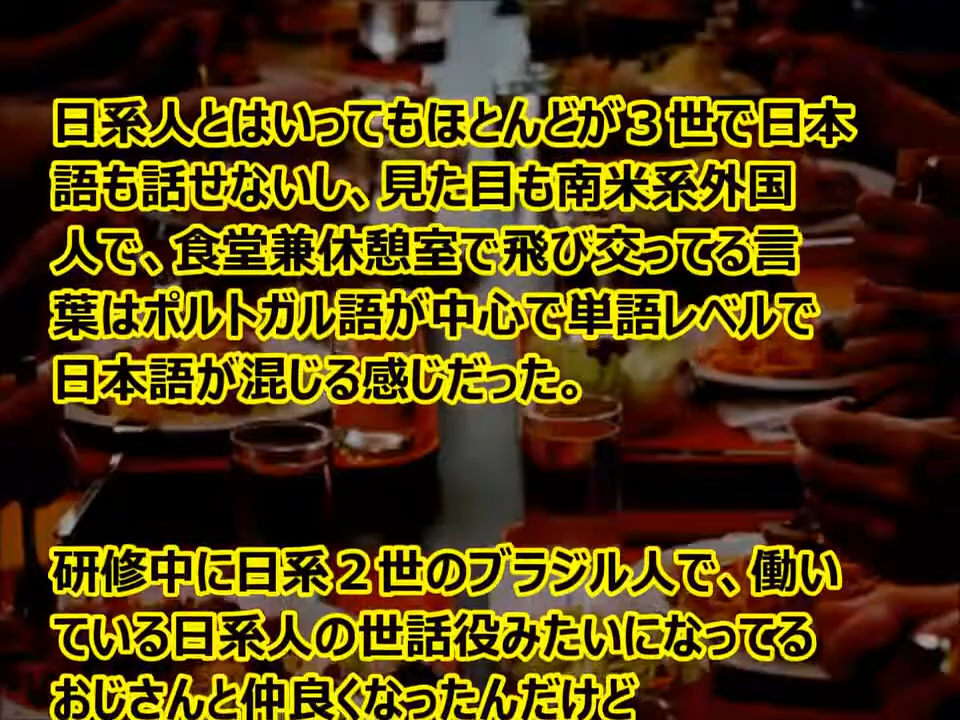 日系人とはいってもほとんどが３世で日本
語も話せないし、見た目も南米系外国
人で、食堂兼休憩室で飛び交ってる言
葉はポルトガル語が中心で単語レベルで
日本語が混じる感じだった。
研修中に日系２世のブラジル人で、働い
ている日系人の世話役みたいになってる
おじさんと仲良くなったんだけど